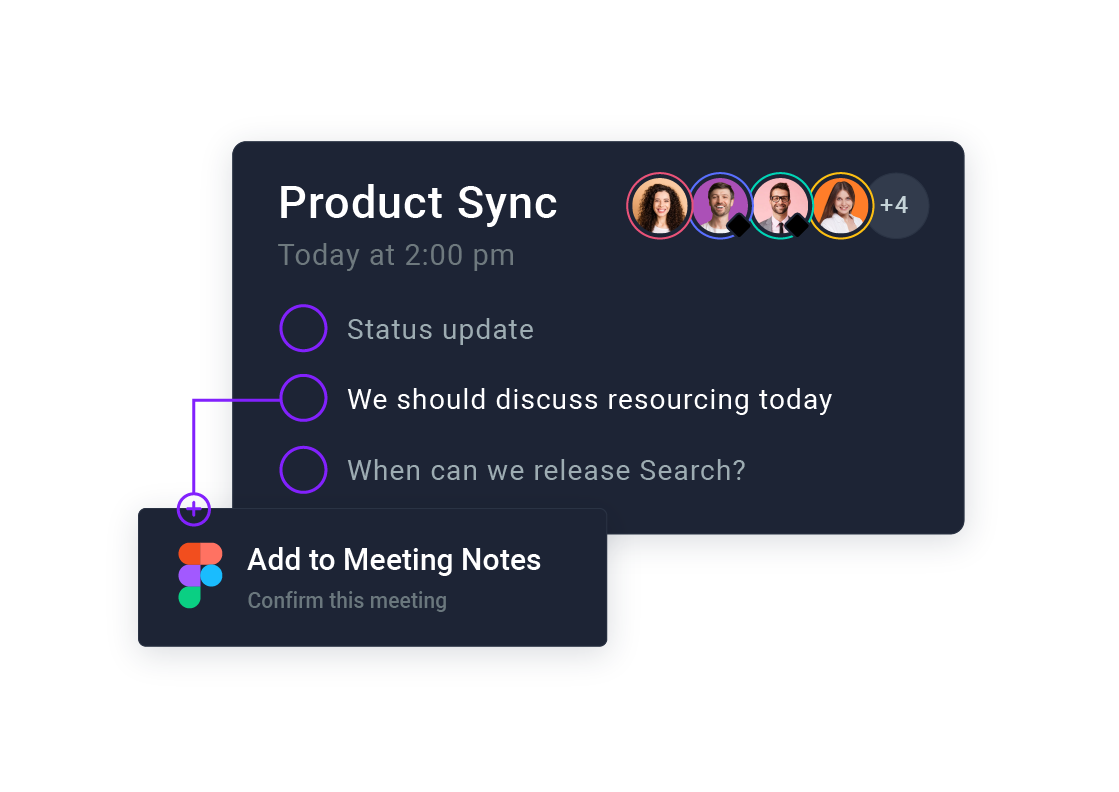 Product Sync
+4
Today at 2:00 pm
Status update
We should discuss resourcing today
When can we release Search?
Add to Meeting Notes
Confirm this meeting